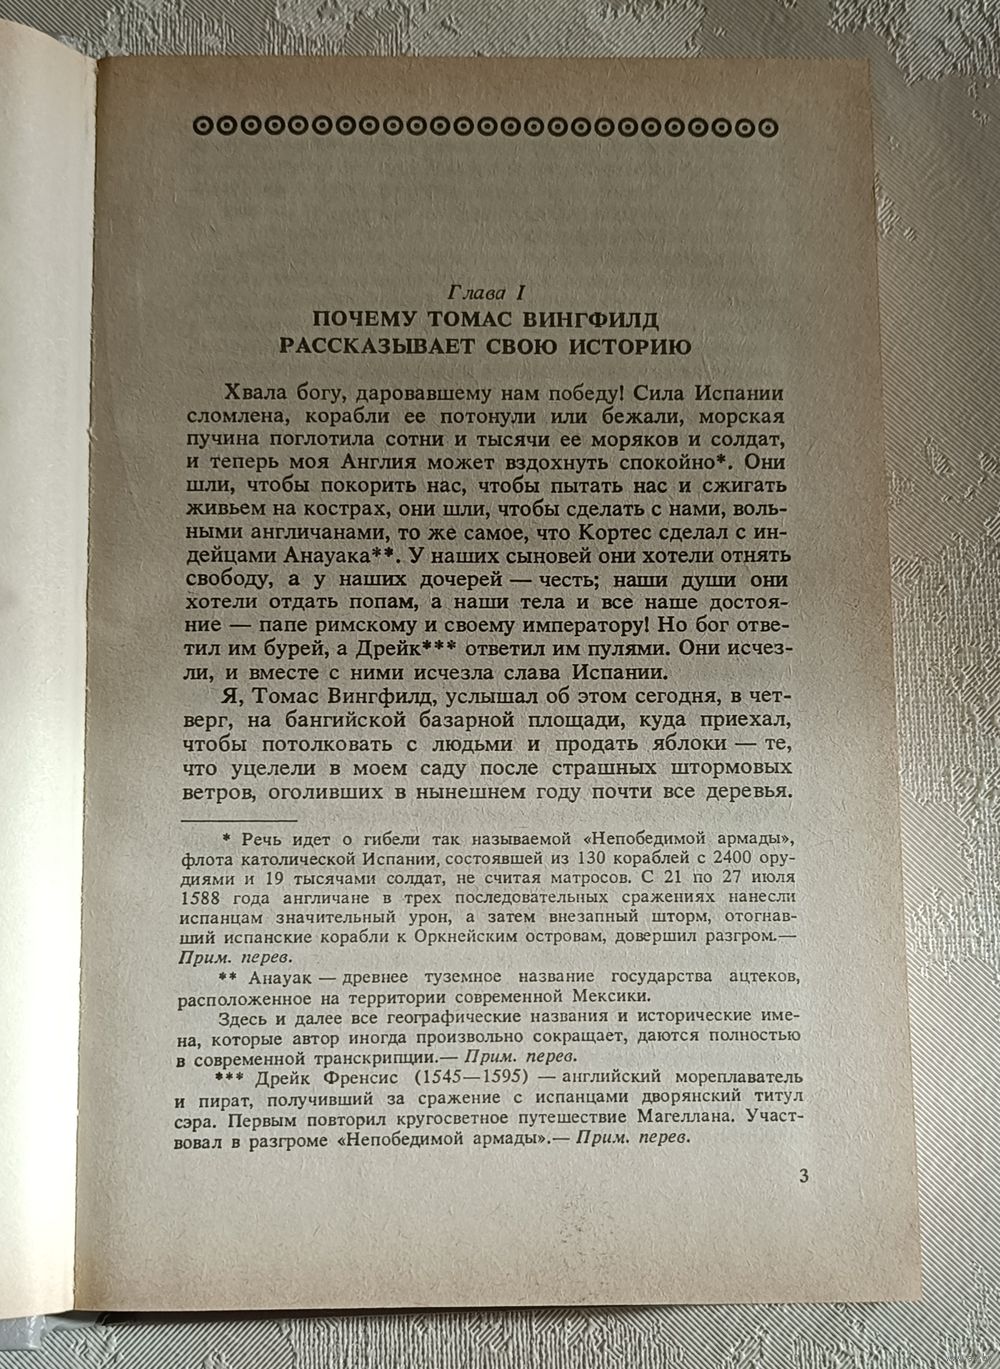 Глава I
ПОЧЕМУ ТОМАС ВИНГФИЛД
РАССКАЗЫВАЕТ СВОЮ ИСТОРИЮ
Хвала богу, даровавшему нам победу! Сила Испании
сломлена, корабли ее потонули или бежали, морская
пучина поглотила сотни и тысячи ее моряков и солдат,
и теперь моя Англия может вздохнуть спокойно*. Они
шли, чтобы покорить нас, чтобы пытать нас и сжигать
живьем на кострах, они шли, чтобы сделать с нами, воль-
ными англичанами, то же самое, что Кортес сделал с ин-
дейцами Анауака**. У наших сыновей они хотели отнять
свободу, а у наших дочерей — честь; наши души они
хотели отдать попам, а наши тела и все наше достоя-
ние — папе римскому и своему императору! Но бог отве-
тил им бурей, а Дрейк*** ответил им пулями. Они исчез-
ли, и вместе с ними исчезла слава Испании.
Я, Томас Вингфилд, услышал об этом сегодня, в чет-
верг, на бангийской базарной площади, куда приехал,
чтобы потолковать с людьми и продать яблоки — те,
что уцелели в моем саду после страшных штормовых
ветров, оголивших в нынешнем году почти все деревья.
* Речь идет о гибели так называемой «Непобедимой армады»,
флота католической Испании, состоявшей из 130 кораблей с 2400 ору-
диями и 19 тысячами солдат, не считая матросов. С 21 по 27 июля
1588 года англичане в трех последовательных сражениях нанесли
испанцам значительный урон, а затем внезапный шторм, отогнав-
ший испанские корабли к Оркнейским островам, довершил разгром.—
Прим. перев.
** Анауак — древнее туземное название государства ацтеков,
расположенное на территории современной Мексики.
Здесь и далее все географические названия и исторические име-
на, которые автор иногда произвольно сокращает, даются полностью
в современной транскрипции.— Прим. перев.
*** Дрейк Френсис (1545—1595) — английский мореплаватель
и пират, получивший за сражение с испанцами дворянский титул
сэра. Первым повторил кругосветное путешествие Магеллана. Участ-
вовал в разгроме «Непобедимой армады».— Прим. перев.
3